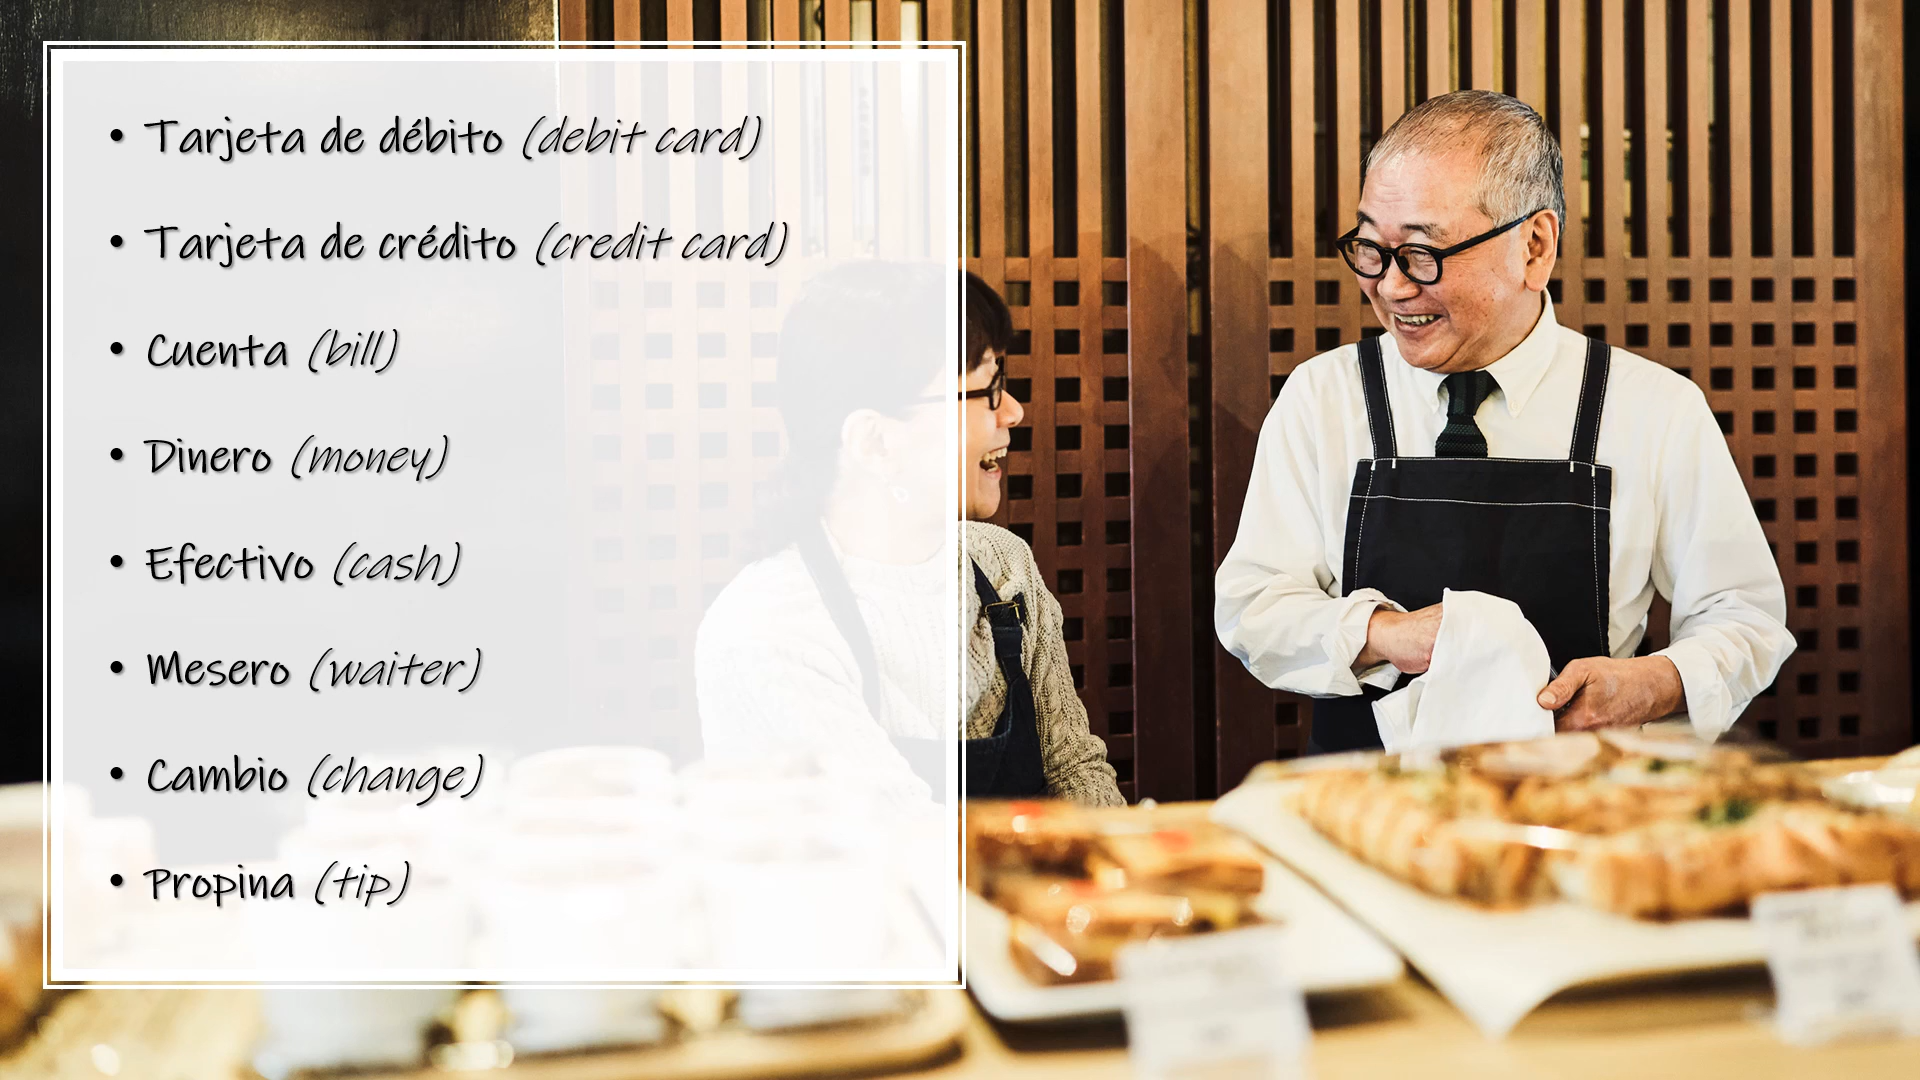 • Tarjeta de débito (debit card)
• Tarjeta de crédito (credit card)
• Cuenta (bill)
• Dinero (money)
• Efectivo (cash)
• Mesero (waiter)
• Cambio (change)
• Propina (tip)